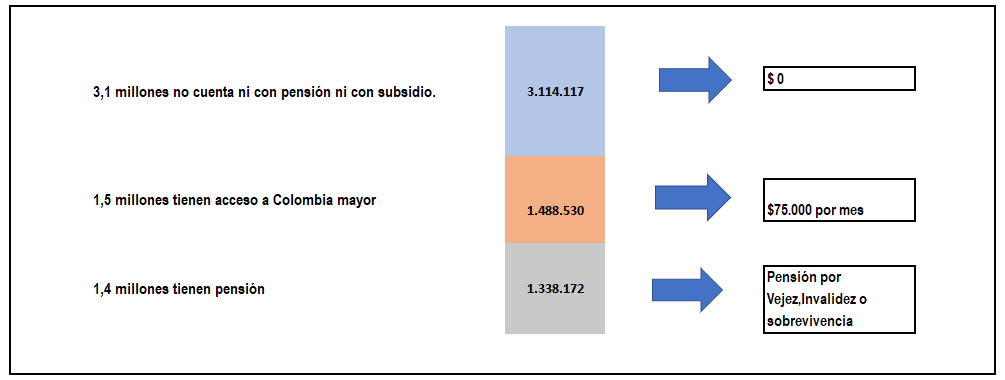 3,1 millones no cuenta ni con pensión ni con subsidio.
3.114.117
$ 0
1,5 millones tienen acceso a Colombia mayor
1.488.530
$75.000 por mes
1,4 millones tienen pensión
1.338.172
Pensión por
Vejez,Invalidez o
sobrevivencia